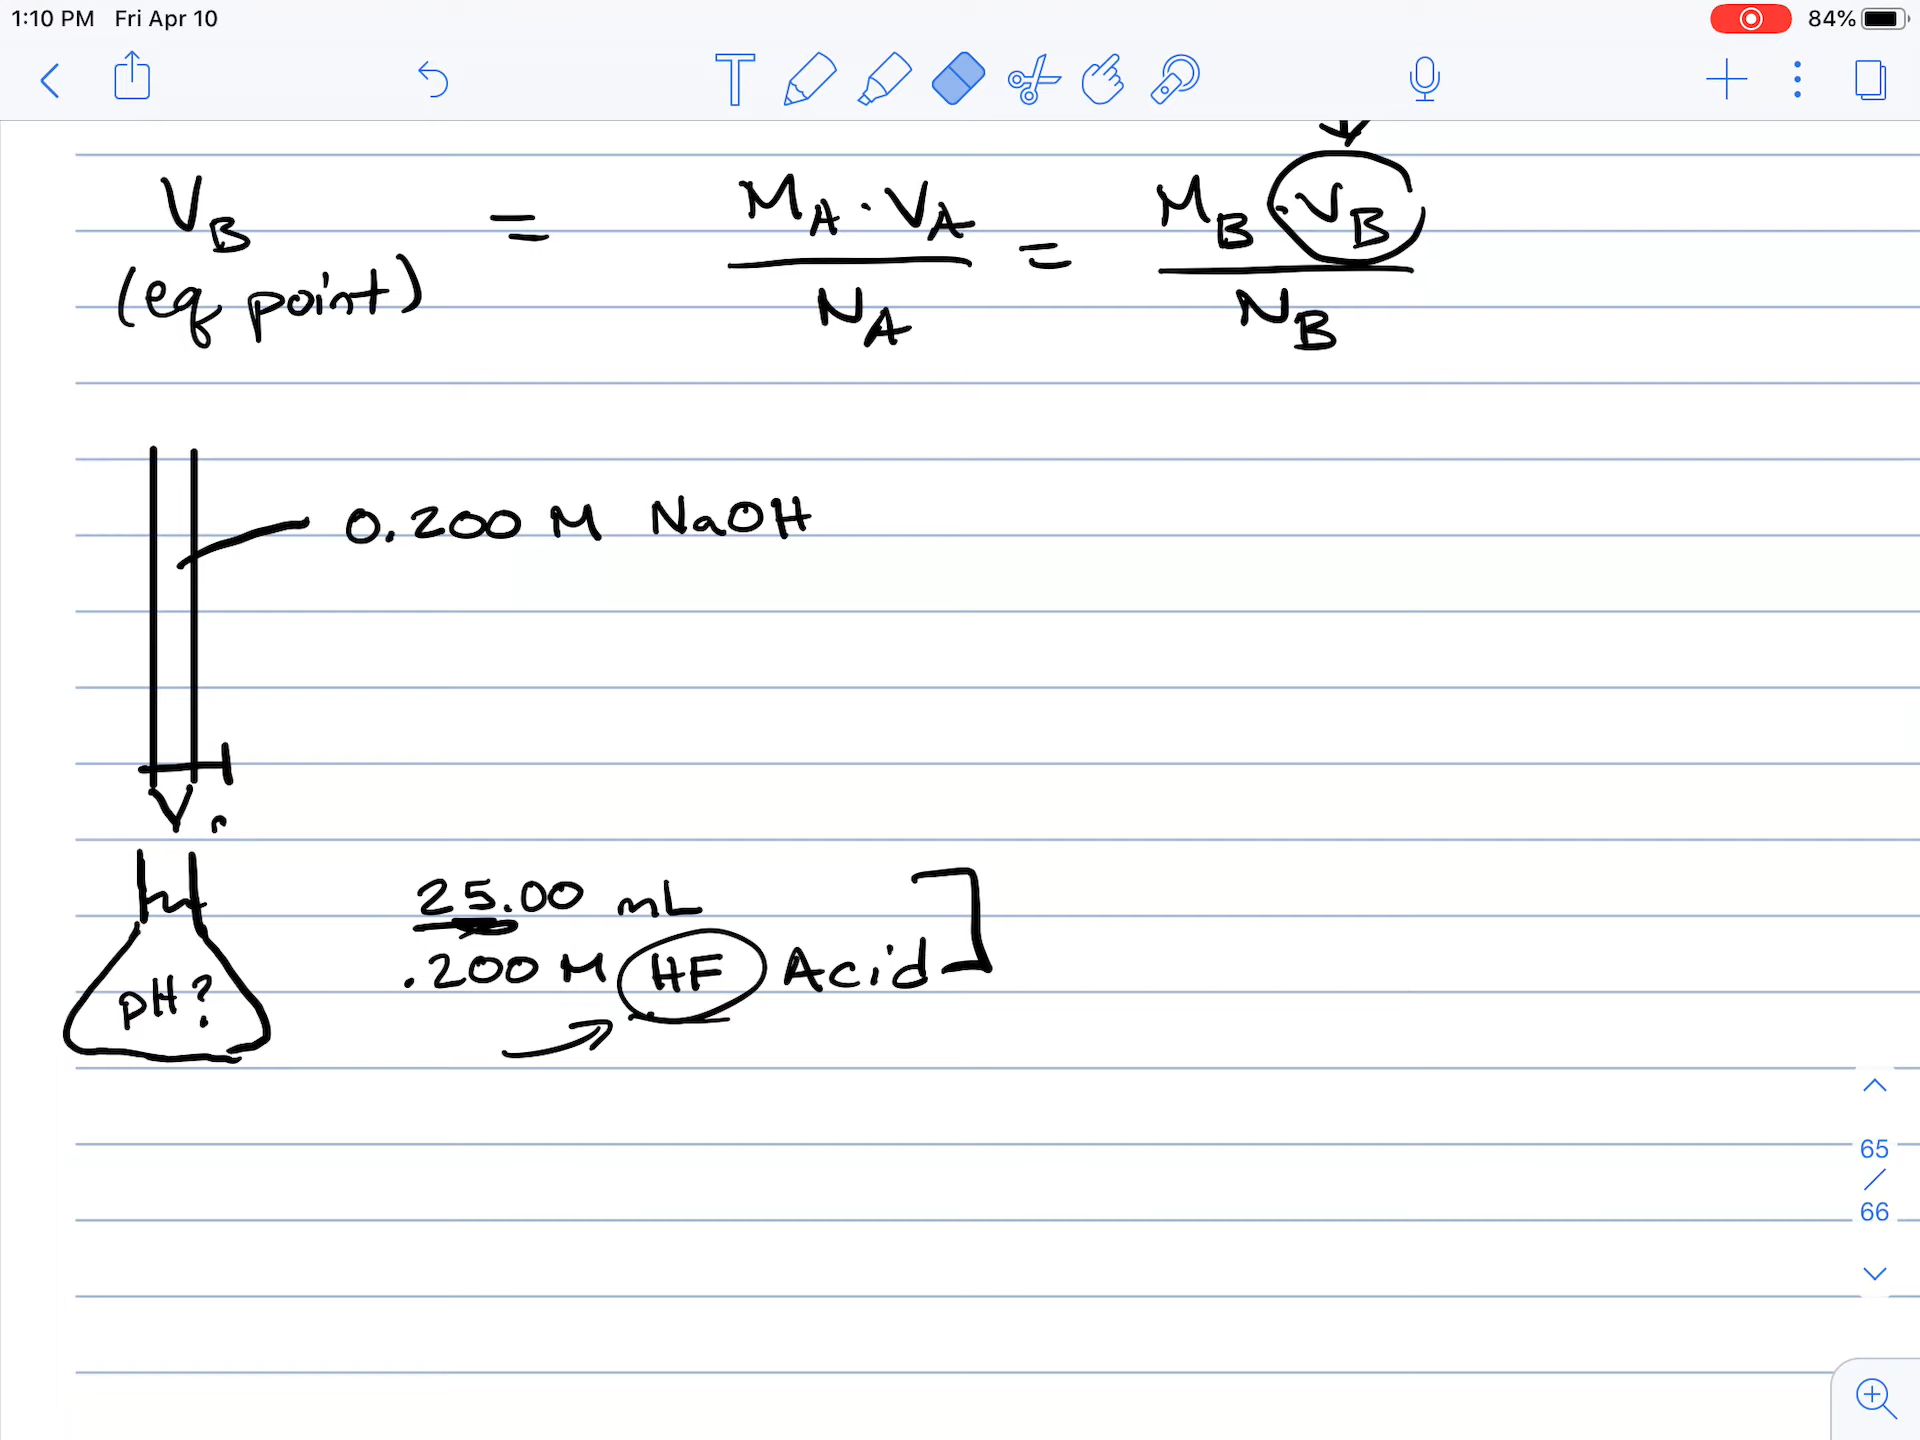 1:10 PM Fri Apr 10 84%
T
V_B = M_A · V_A / N_A = M_B · V_B / N_B
(eq point)
0.200 M NaOH
25.00 mL
.200 M HF Acid
pH?
65
/
66